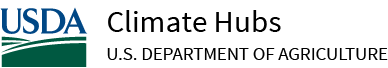 USDA
Climate Hubs
U.S. DEPARTMENT OF AGRICULTURE